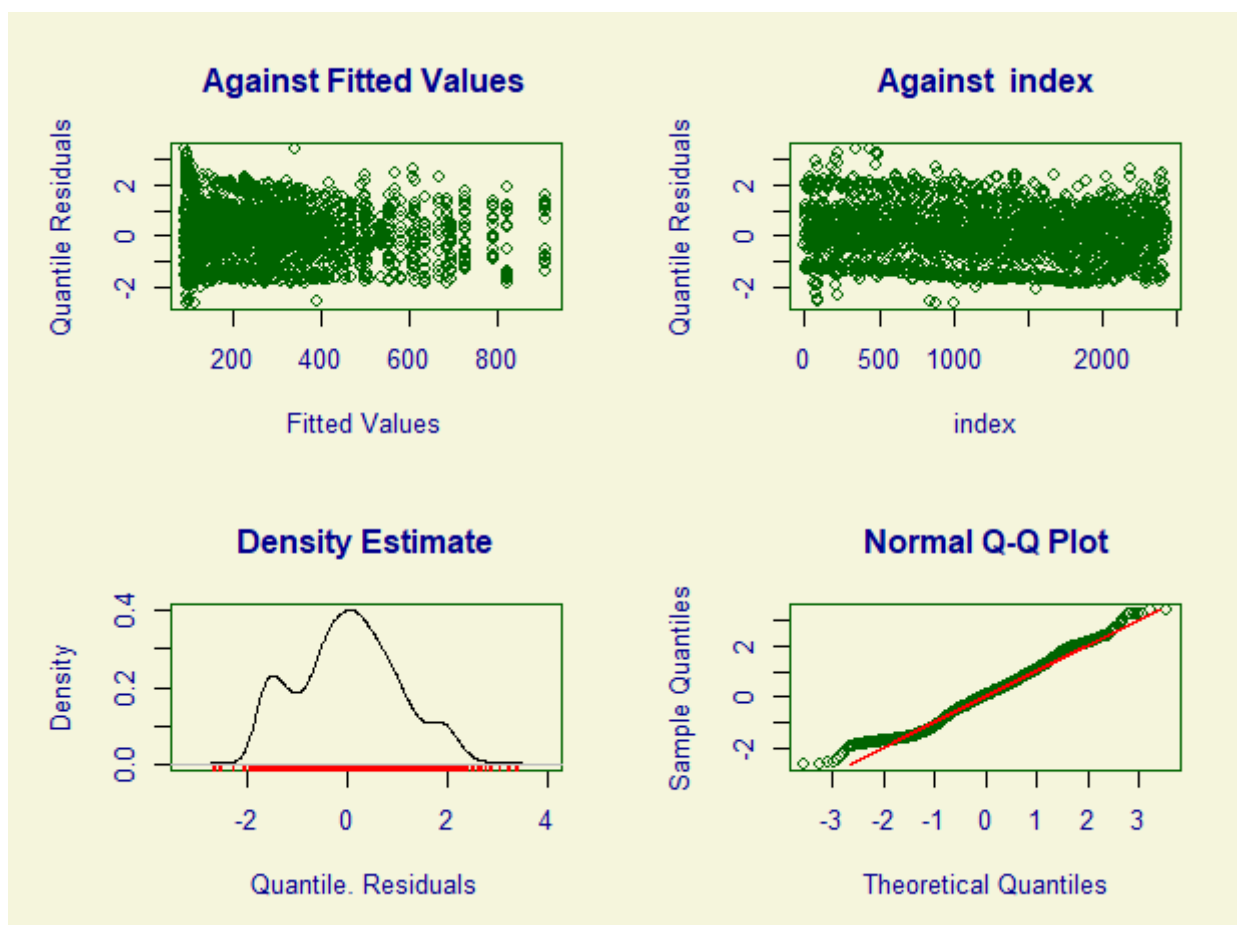 Against Fitted Values
Quantile Residuals
2
0
-2
200 400 600 800
Fitted Values
Against index
Quantile Residuals
2
0
-2
0 500 1000 2000
index
Density Estimate
Density
0.4
0.2
0.0
-2 0 2 4
Quantile. Residuals
Normal Q-Q Plot
Sample Quantiles
2
0
-2
-3 -2 -1 0 1 2 3
Theoretical Quantiles